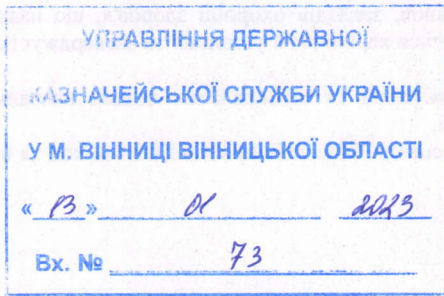 УПРАВЛІННЯ ДЕРЖАВНОЇ
КАЗНАЧЕЙСЬКОЇ СЛУЖБИ УКРАЇНИ
У М. ВІННИЦІ ВІННИЦЬКОЇ ОБЛАСТІ
« 13 » 01 2023
Вх. № 73